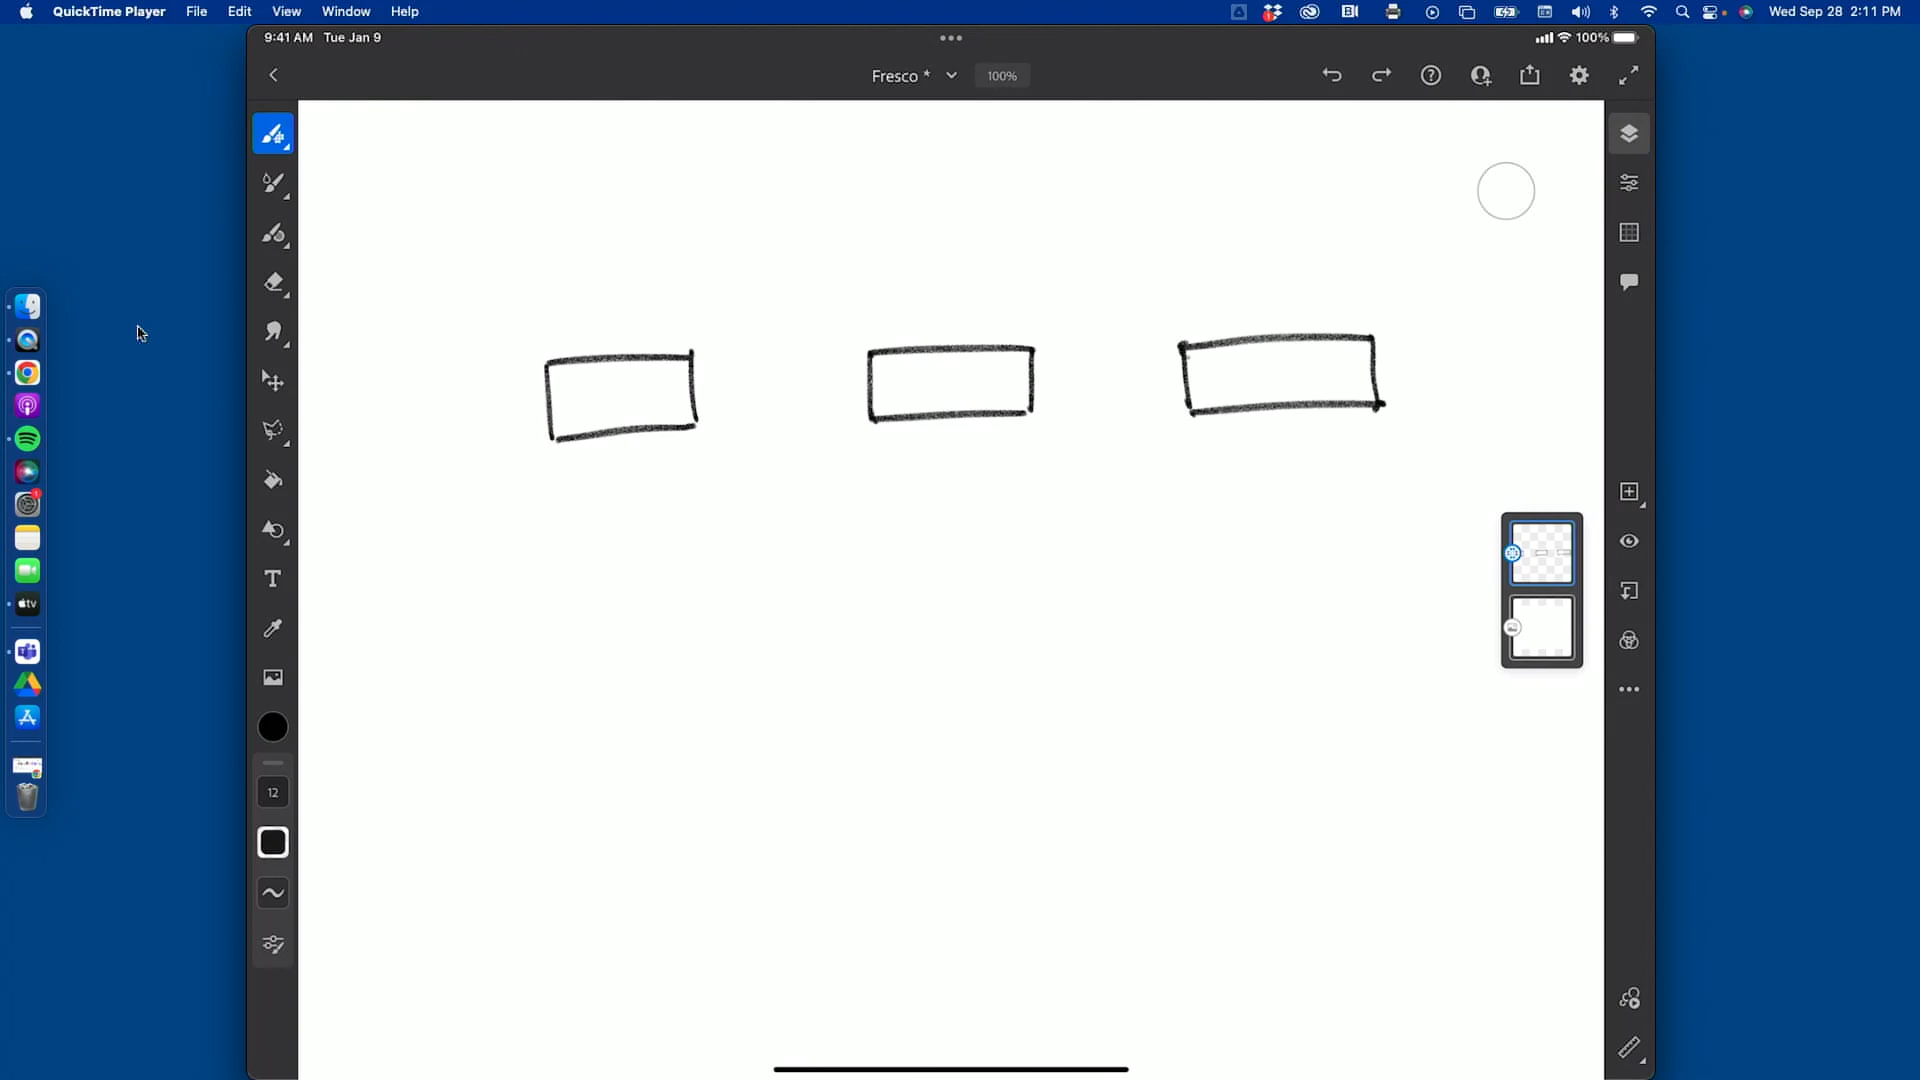 QuickTime Player File Edit View Window Help
Wed Sep 28 2:11 PM
9:41 AM Tue Jan 9
100%
Fresco *
100%
12
tv